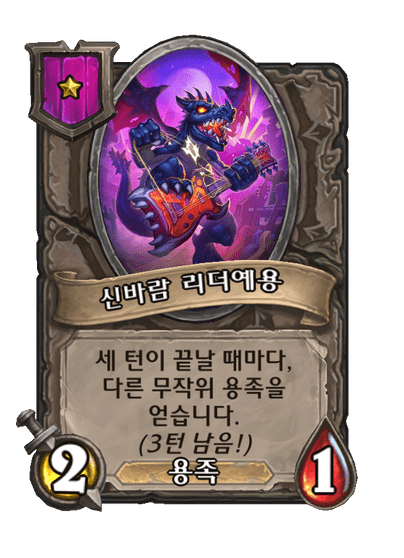 신바람 리더예용
세 턴이 끝날 때마다,
다른 무작위 용족을
얻습니다.
(3턴 남음!)
용족
2
1